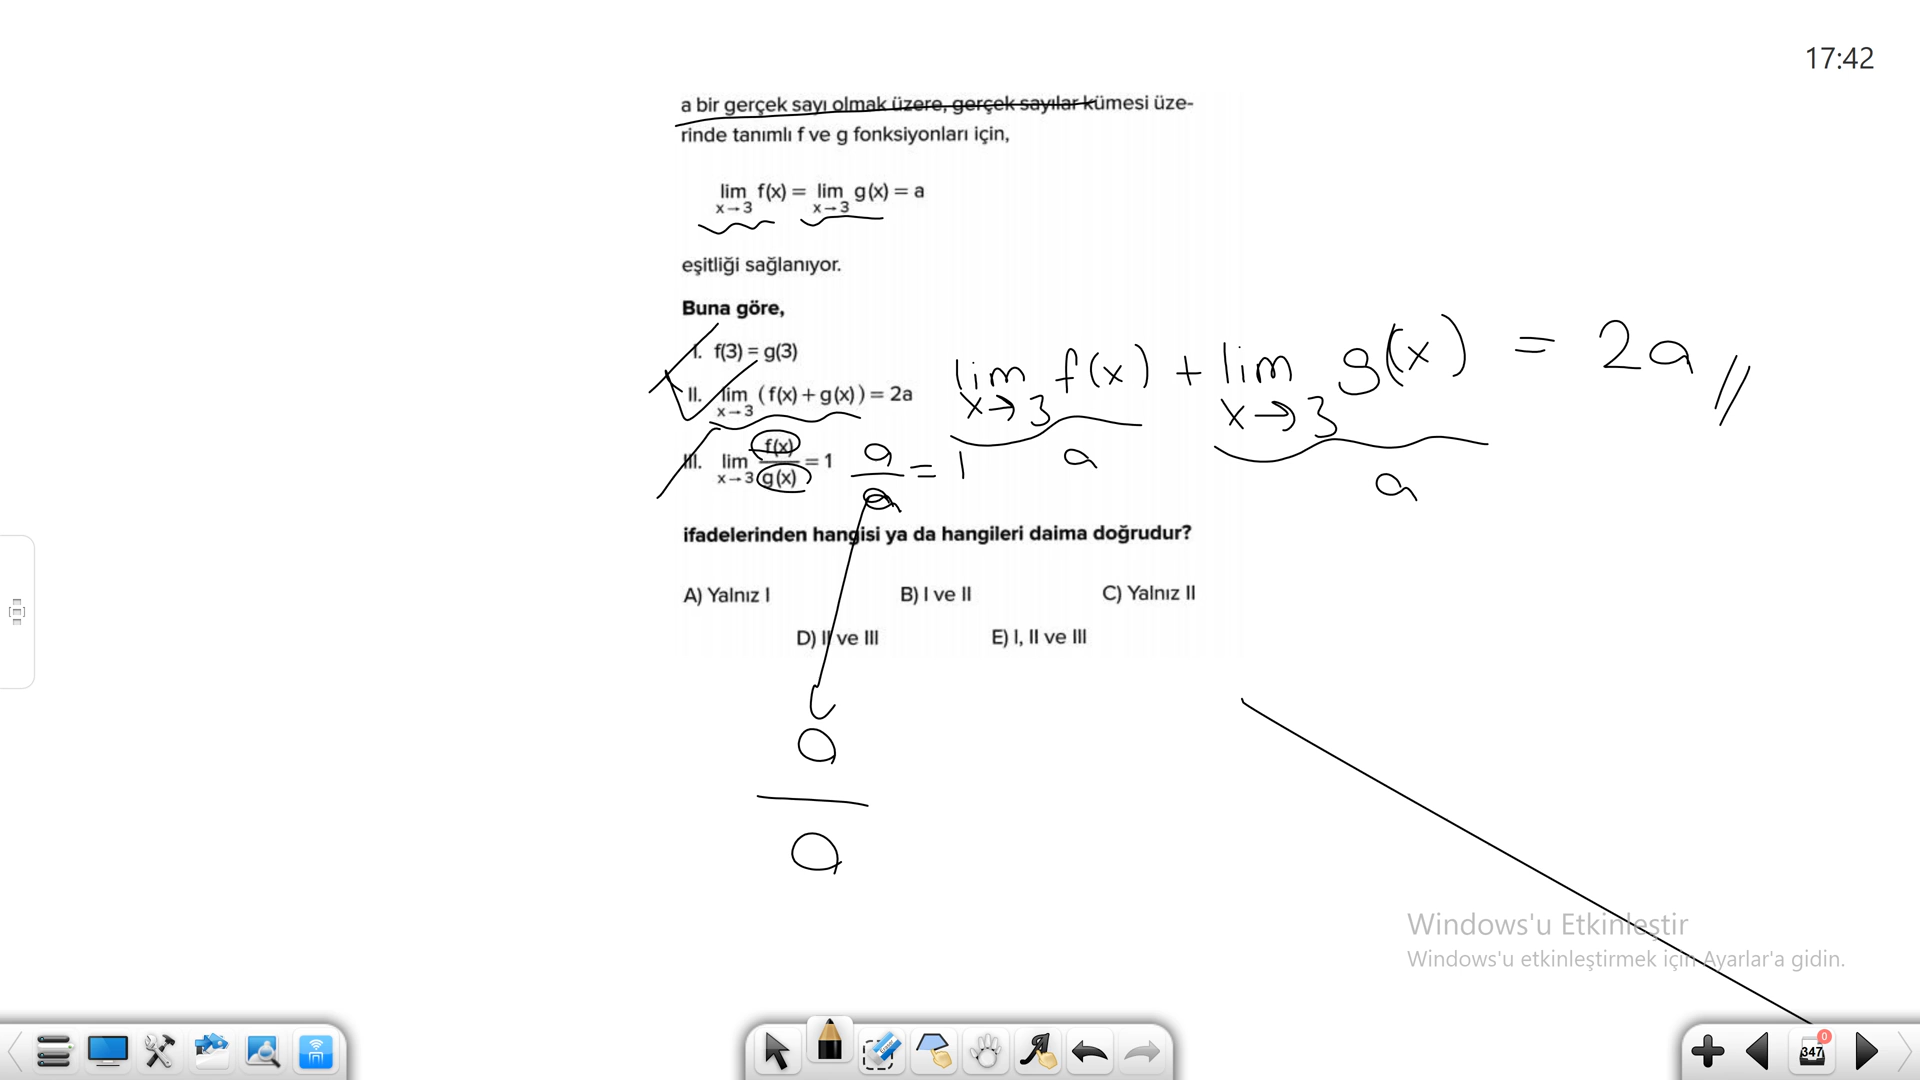 17:42
a bir gerçek sayı olmak üzere, gerçek sayılar kümesi üze-
rinde tanımlı f ve g fonksiyonları için,
lim f(x) = lim g(x) = a
x→3 x→3
eşitliği sağlanıyor.
Buna göre,
I. f(3) = g(3)
lim f(x) + lim g(x) = 2a //
x→3 x→3
a a
II. lim (f(x) + g(x)) = 2a
x→3
III. lim f(x)/g(x) = 1 a/a = 1
x→3
ifadelerinden hangisi ya da hangileri daima doğrudur?
A) Yalnız I B) I ve II C) Yalnız II
D) II ve III E) I, II ve III
a
a
Windows'u Etkinleştir
Windows'u etkinleştirmek için Ayarlar'a gidin.
0
347